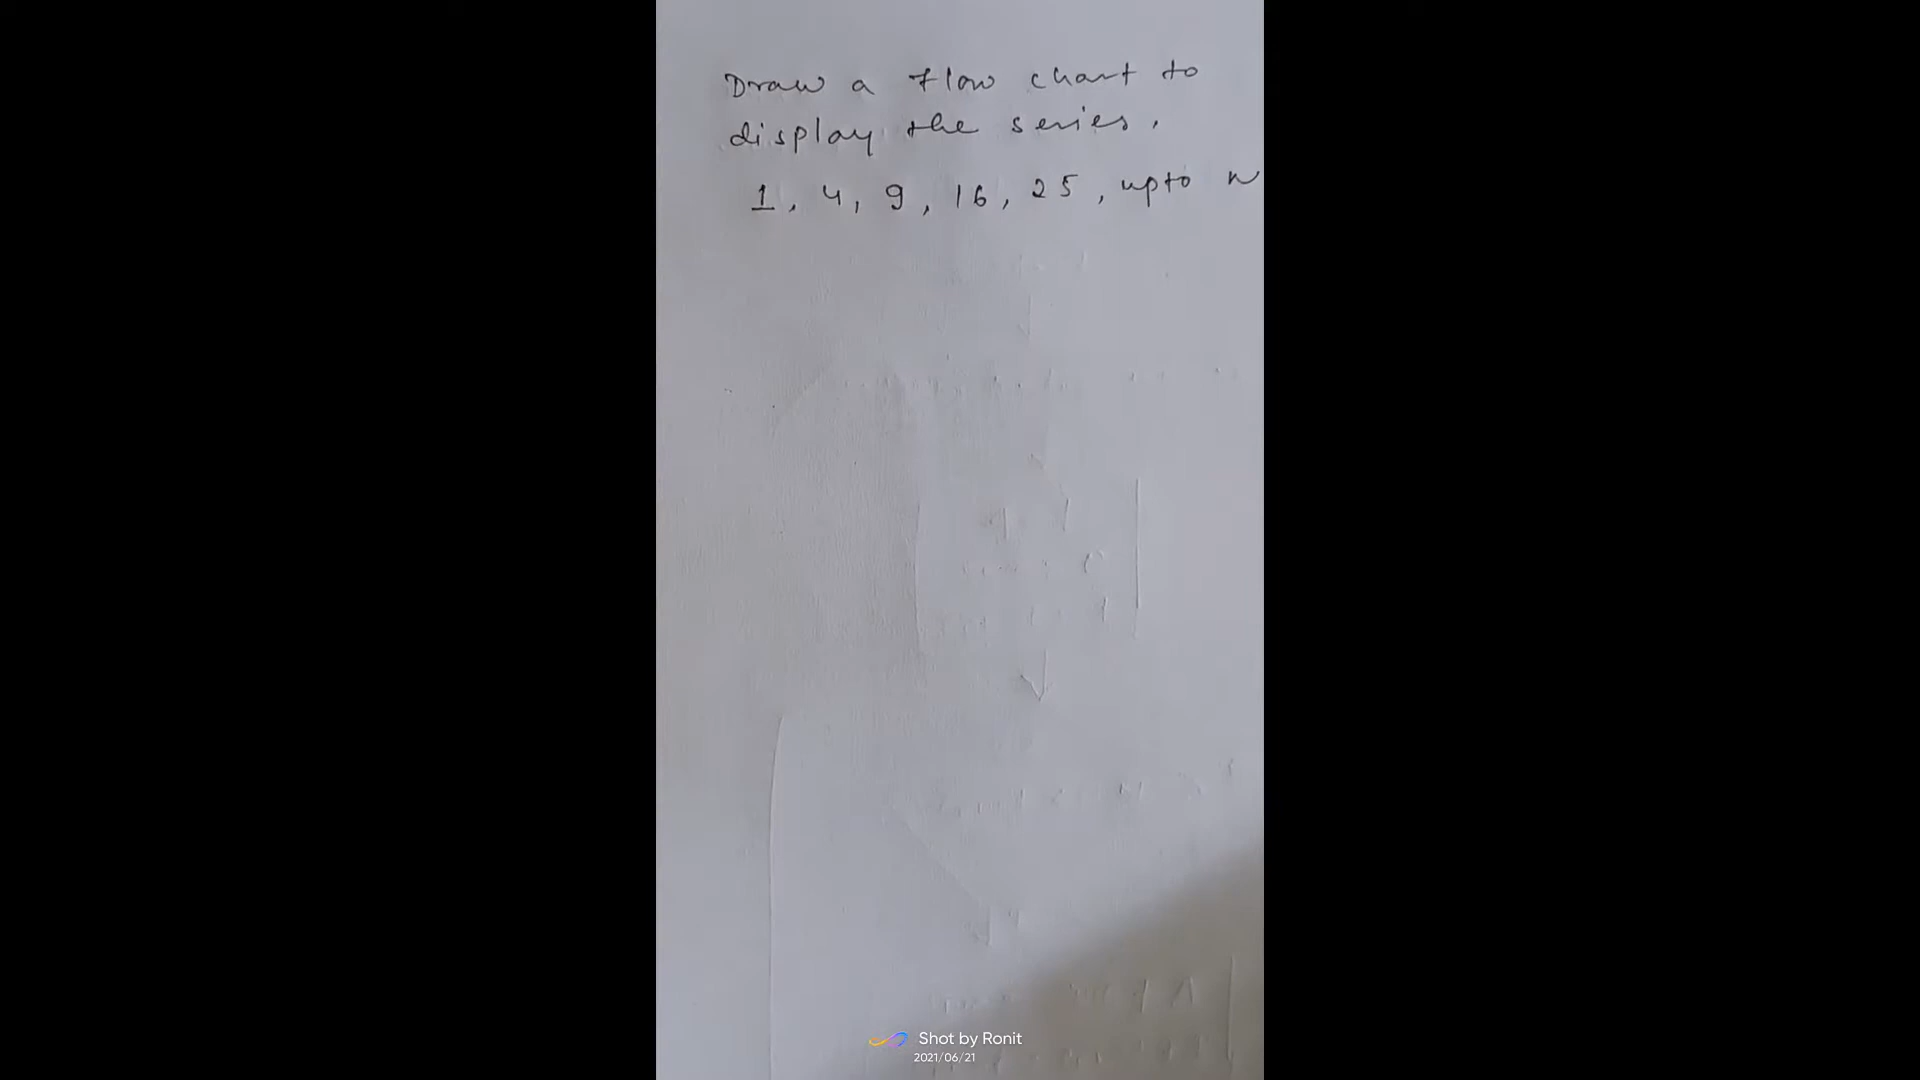 Draw a flow chart to
display the series.
1, 4, 9, 16, 25, upto N
Shot by Ronit
2021/06/21